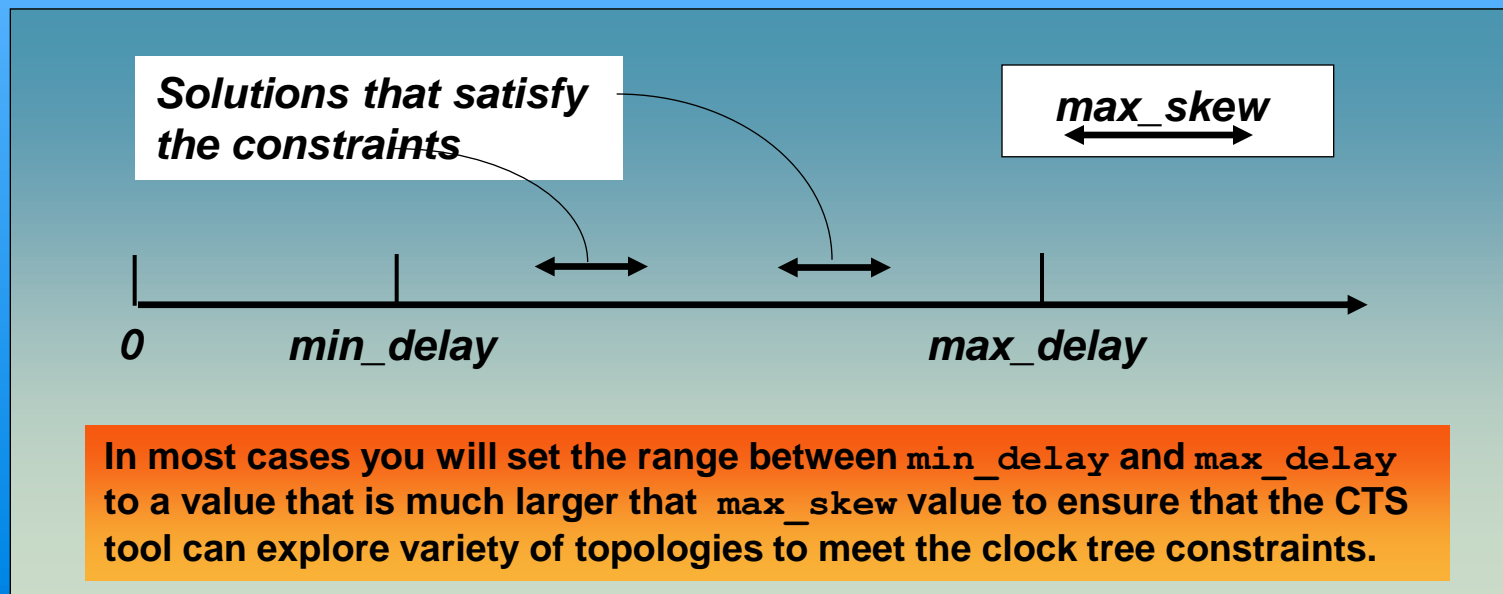 Solutions that satisfy
the constraints
max_skew
0
min_delay
max_delay
In most cases you will set the range between min_delay and max_delay
to a value that is much larger that max_skew value to ensure that the CTS
tool can explore variety of topologies to meet the clock tree constraints.